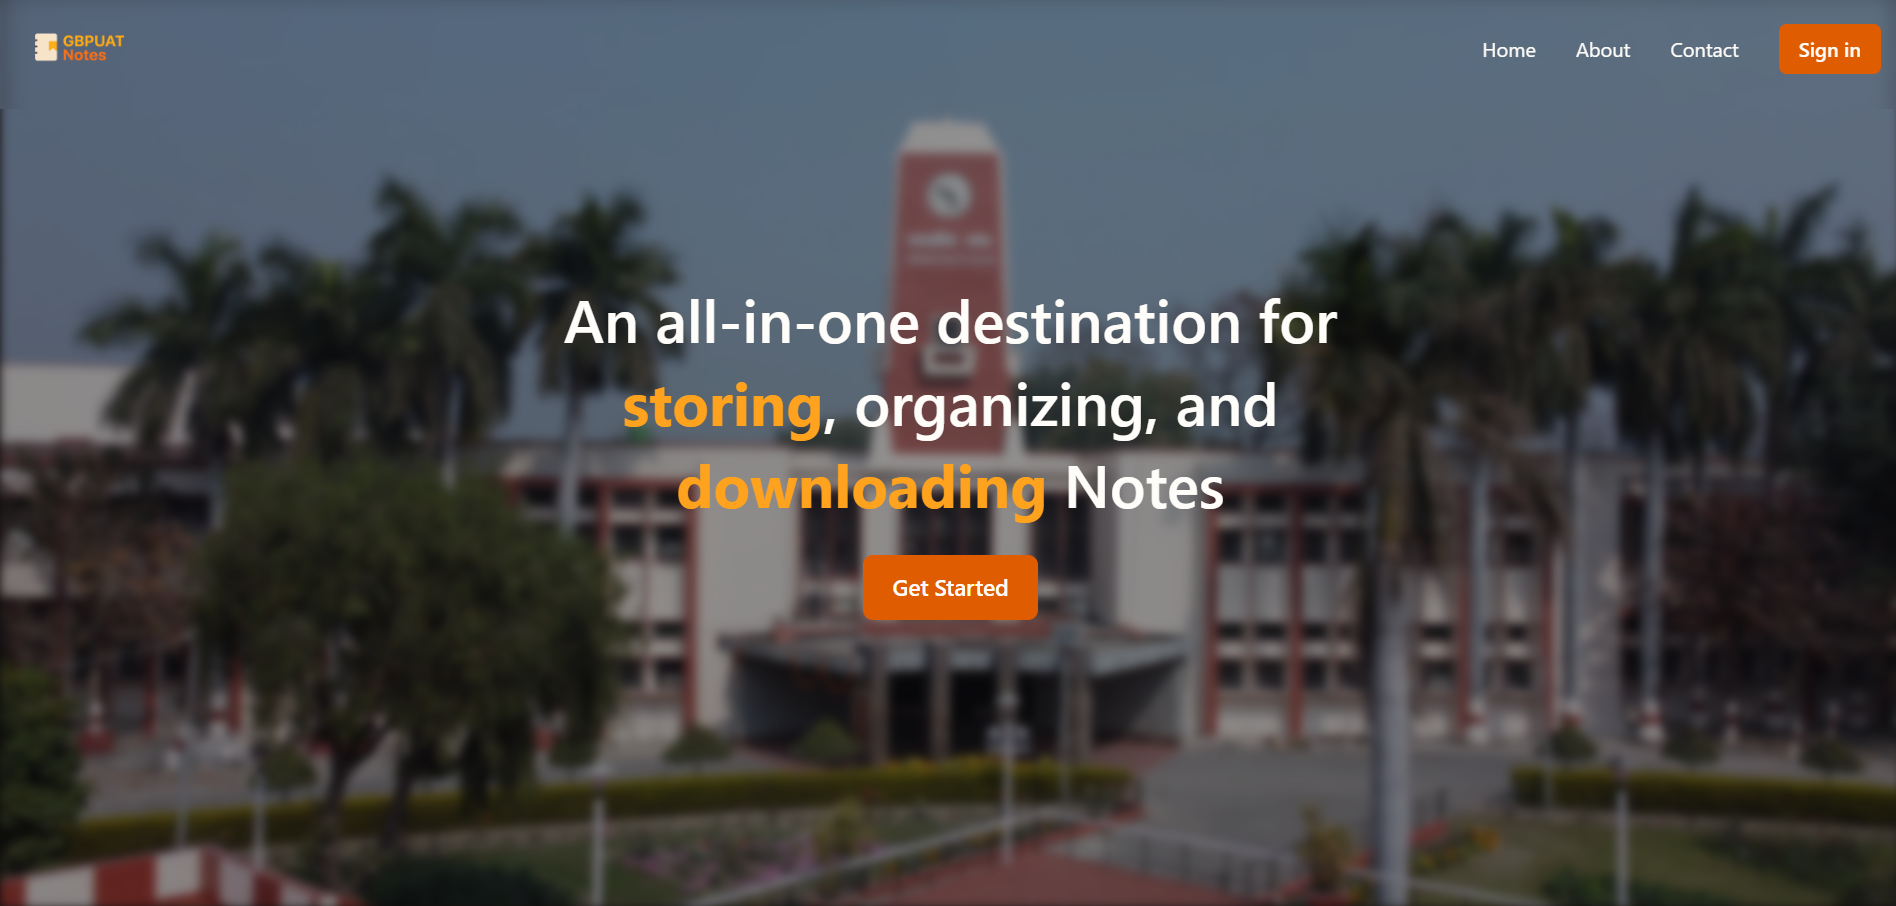 GBPUAT
Notes
Home About Contact Sign in
An all-in-one destination for
storing, organizing, and
downloading Notes
Get Started